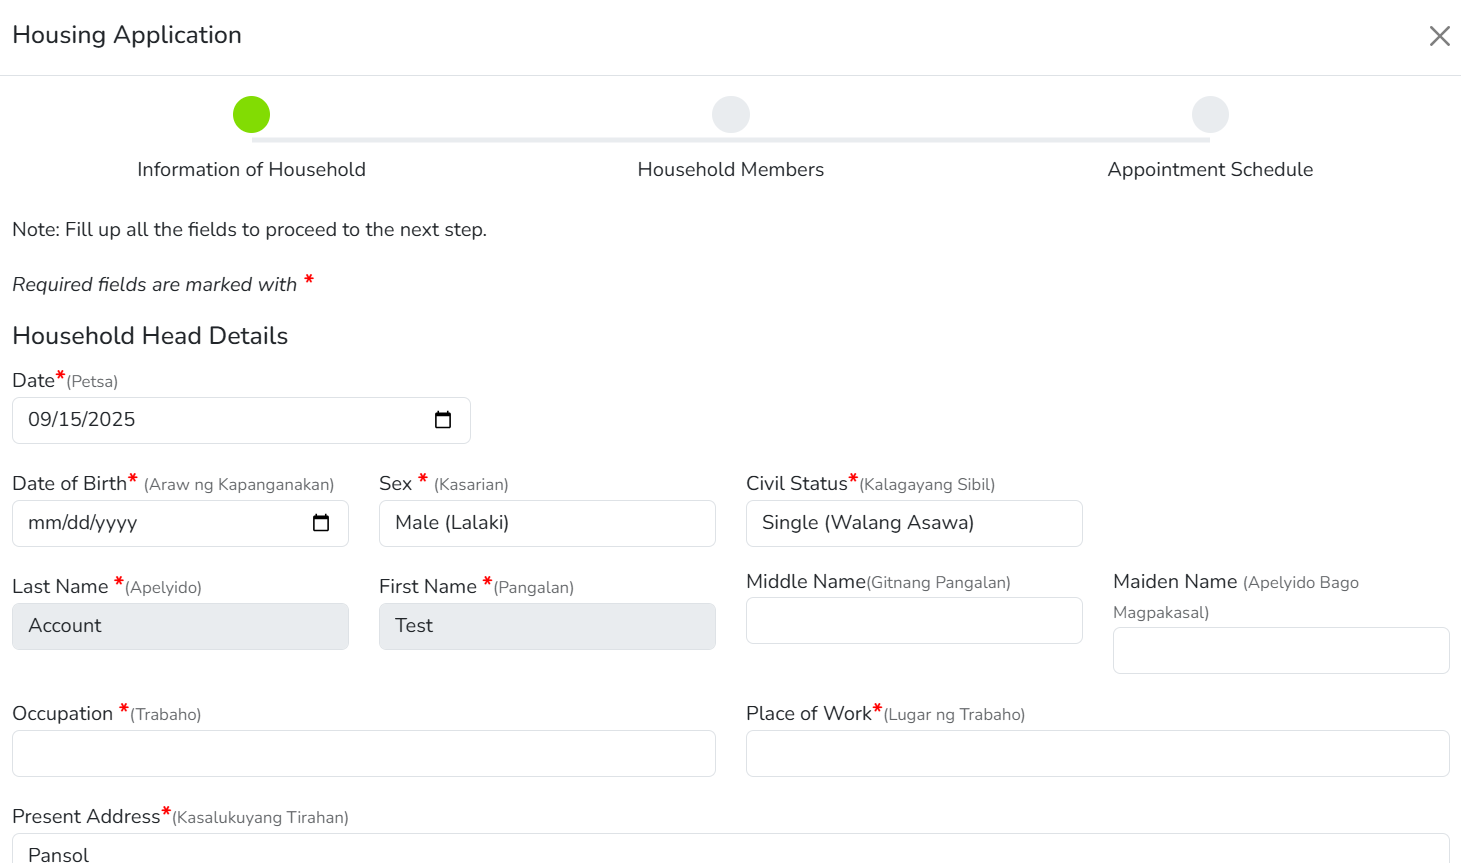 Housing Application
Information of Household
Household Members
Appointment Schedule
Note: Fill up all the fields to proceed to the next step.
Required fields are marked with *
Household Head Details
Date*(Petsa)
09/15/2025
Date of Birth* (Araw ng Kapanganakan)
Sex * (Kasarian)
Civil Status*(Kalagayang Sibil)
mm/dd/yyyy
Male (Lalaki)
Single (Walang Asawa)
Last Name *(Apelyido)
First Name *(Pangalan)
Middle Name(Gitnang Pangalan)
Maiden Name (Apelyido Bago
Magpakasal)
Account
Test
Occupation *(Trabaho)
Place of Work*(Lugar ng Trabaho)
Present Address*(Kasalukuyang Tirahan)
Pansol